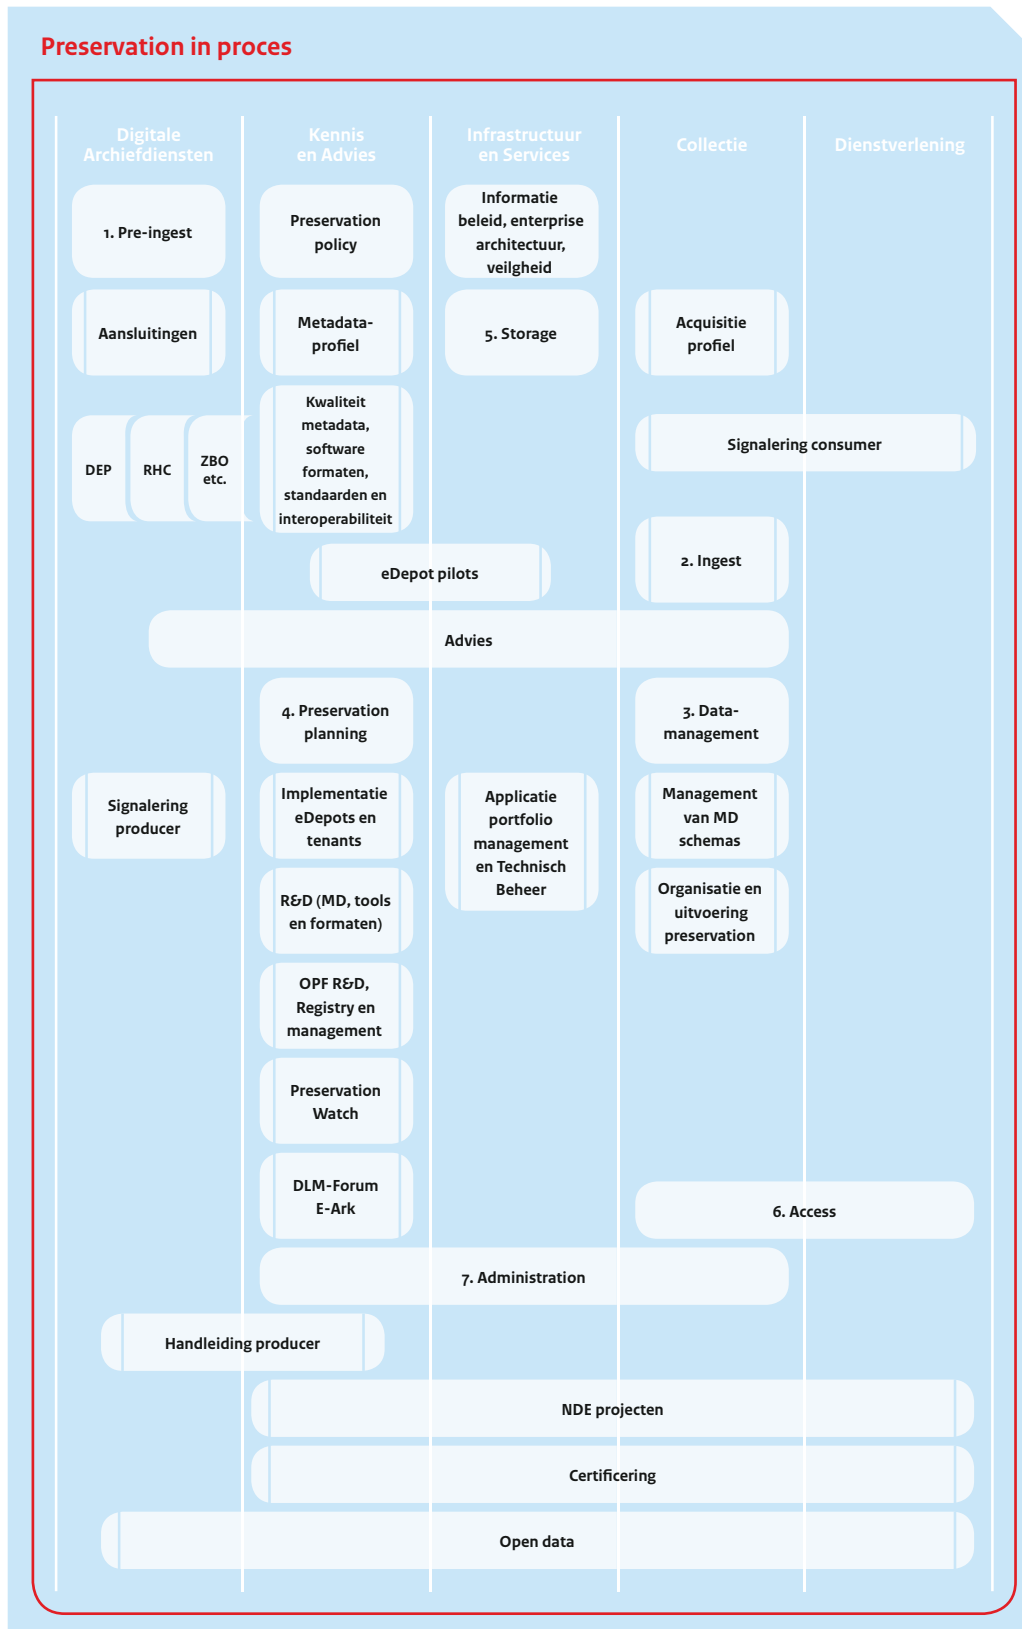 Preservation in proces
Digitale
Archiefdiensten
Kennis
en Advies
Infrastructuur
en Services
Collectie
Dienstverlening
1. Pre-ingest
Preservation
policy
Informatie
beleid, enterprise
architectuur,
veilgheid
Aansluitingen
Metadata-
profiel
5. Storage
Acquisitie
profiel
DEP
RHC
ZBO
etc.
Kwaliteit
metadata,
software
formaten,
standaarden en
interoperabiliteit
Signalering consumer
eDepot pilots
2. Ingest
Advies
4. Preservation
planning
3. Data-
management
Signalering
producer
Implementatie
eDepots en
tenants
Applicatie
portfolio
management
en Technisch
Beheer
Management
van MD
schemas
R&D (MD, tools
en formaten)
Organisatie en
uitvoering
preservation
OPF R&D,
Registry en
management
Preservation
Watch
DLM-Forum
E-Ark
6. Access
7. Administration
Handleiding producer
NDE projecten
Certificering
Open data